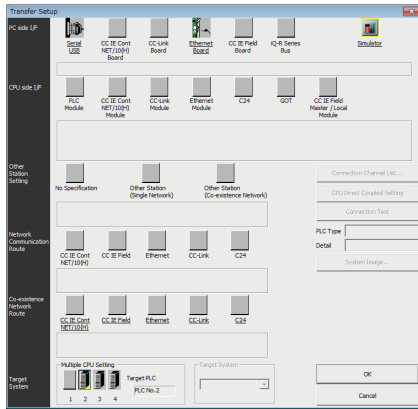 Transfer Setup
PC side I/F
Serial
USB
CC IE Cont
NET/10(H)
Board
CC-Link
Board
Ethernet
Board
CC IE Field
Board
iQ-R Series
Bus
Simulator
CPU side I/F
PLC
Module
CC IE Cont
NET/10(H)
Module
CC-Link
Module
Ethernet
Module
C24
GOT
CC IE Field
Master / Local
Module
Other
Station
Setting
No Specification
Other Station
(Single Network)
Other Station
(Co-existence Network)
Connection Channel List...
CPU Direct Coupled Setting
Connection Test
PLC Type
Detail
System Image...
Network
Communication
Route
CC IE Cont
NET/10(H)
CC IE Field
Ethernet
CC-Link
C24
Co-existence
Network
Route
CC IE Cont
NET/10(H)
CC IE Field
Ethernet
CC-Link
C24
Target
System
Multiple CPU Setting
1 2 3 4
Target PLC
PLC No.2
Target System
OK
Cancel